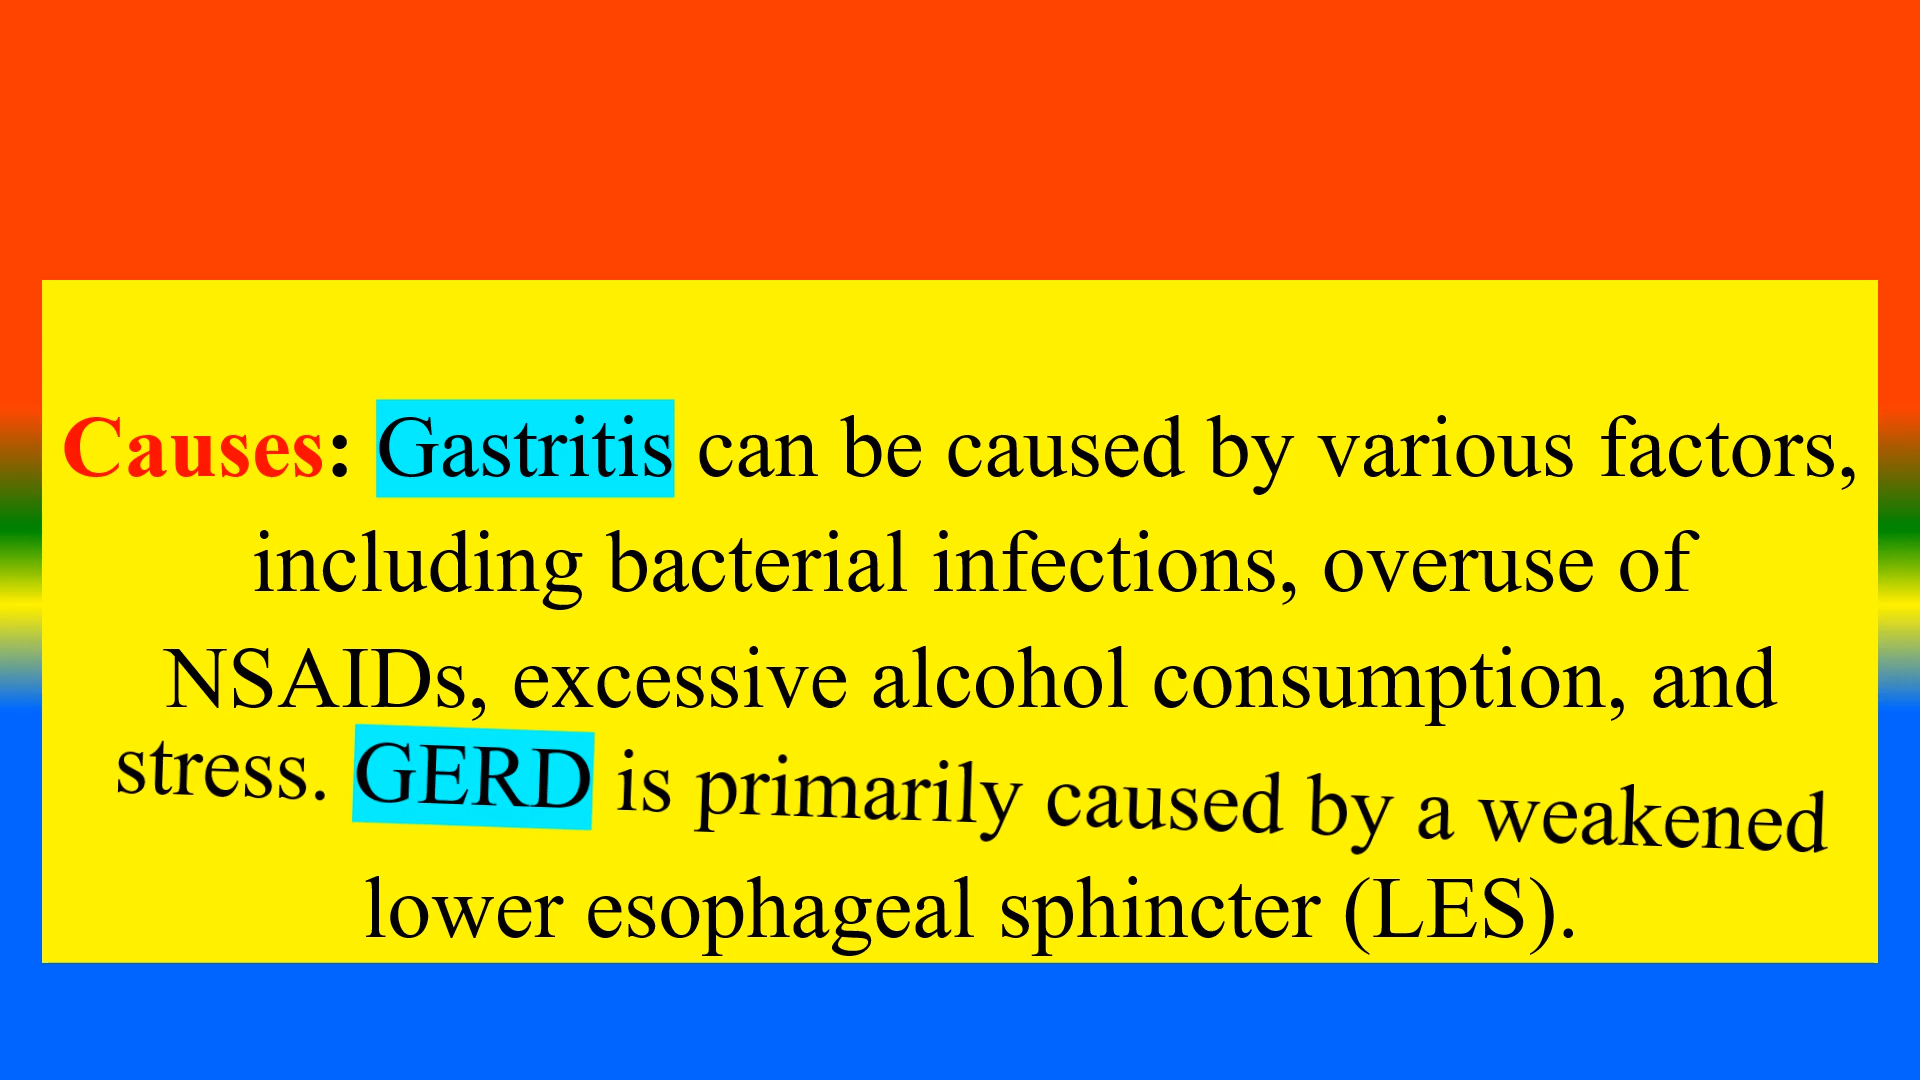 Causes: Gastritis can be caused by various factors,
including bacterial infections, overuse of
NSAIDs, excessive alcohol consumption, and
stress. GERD is primarily caused by a weakened
lower esophageal sphincter (LES).